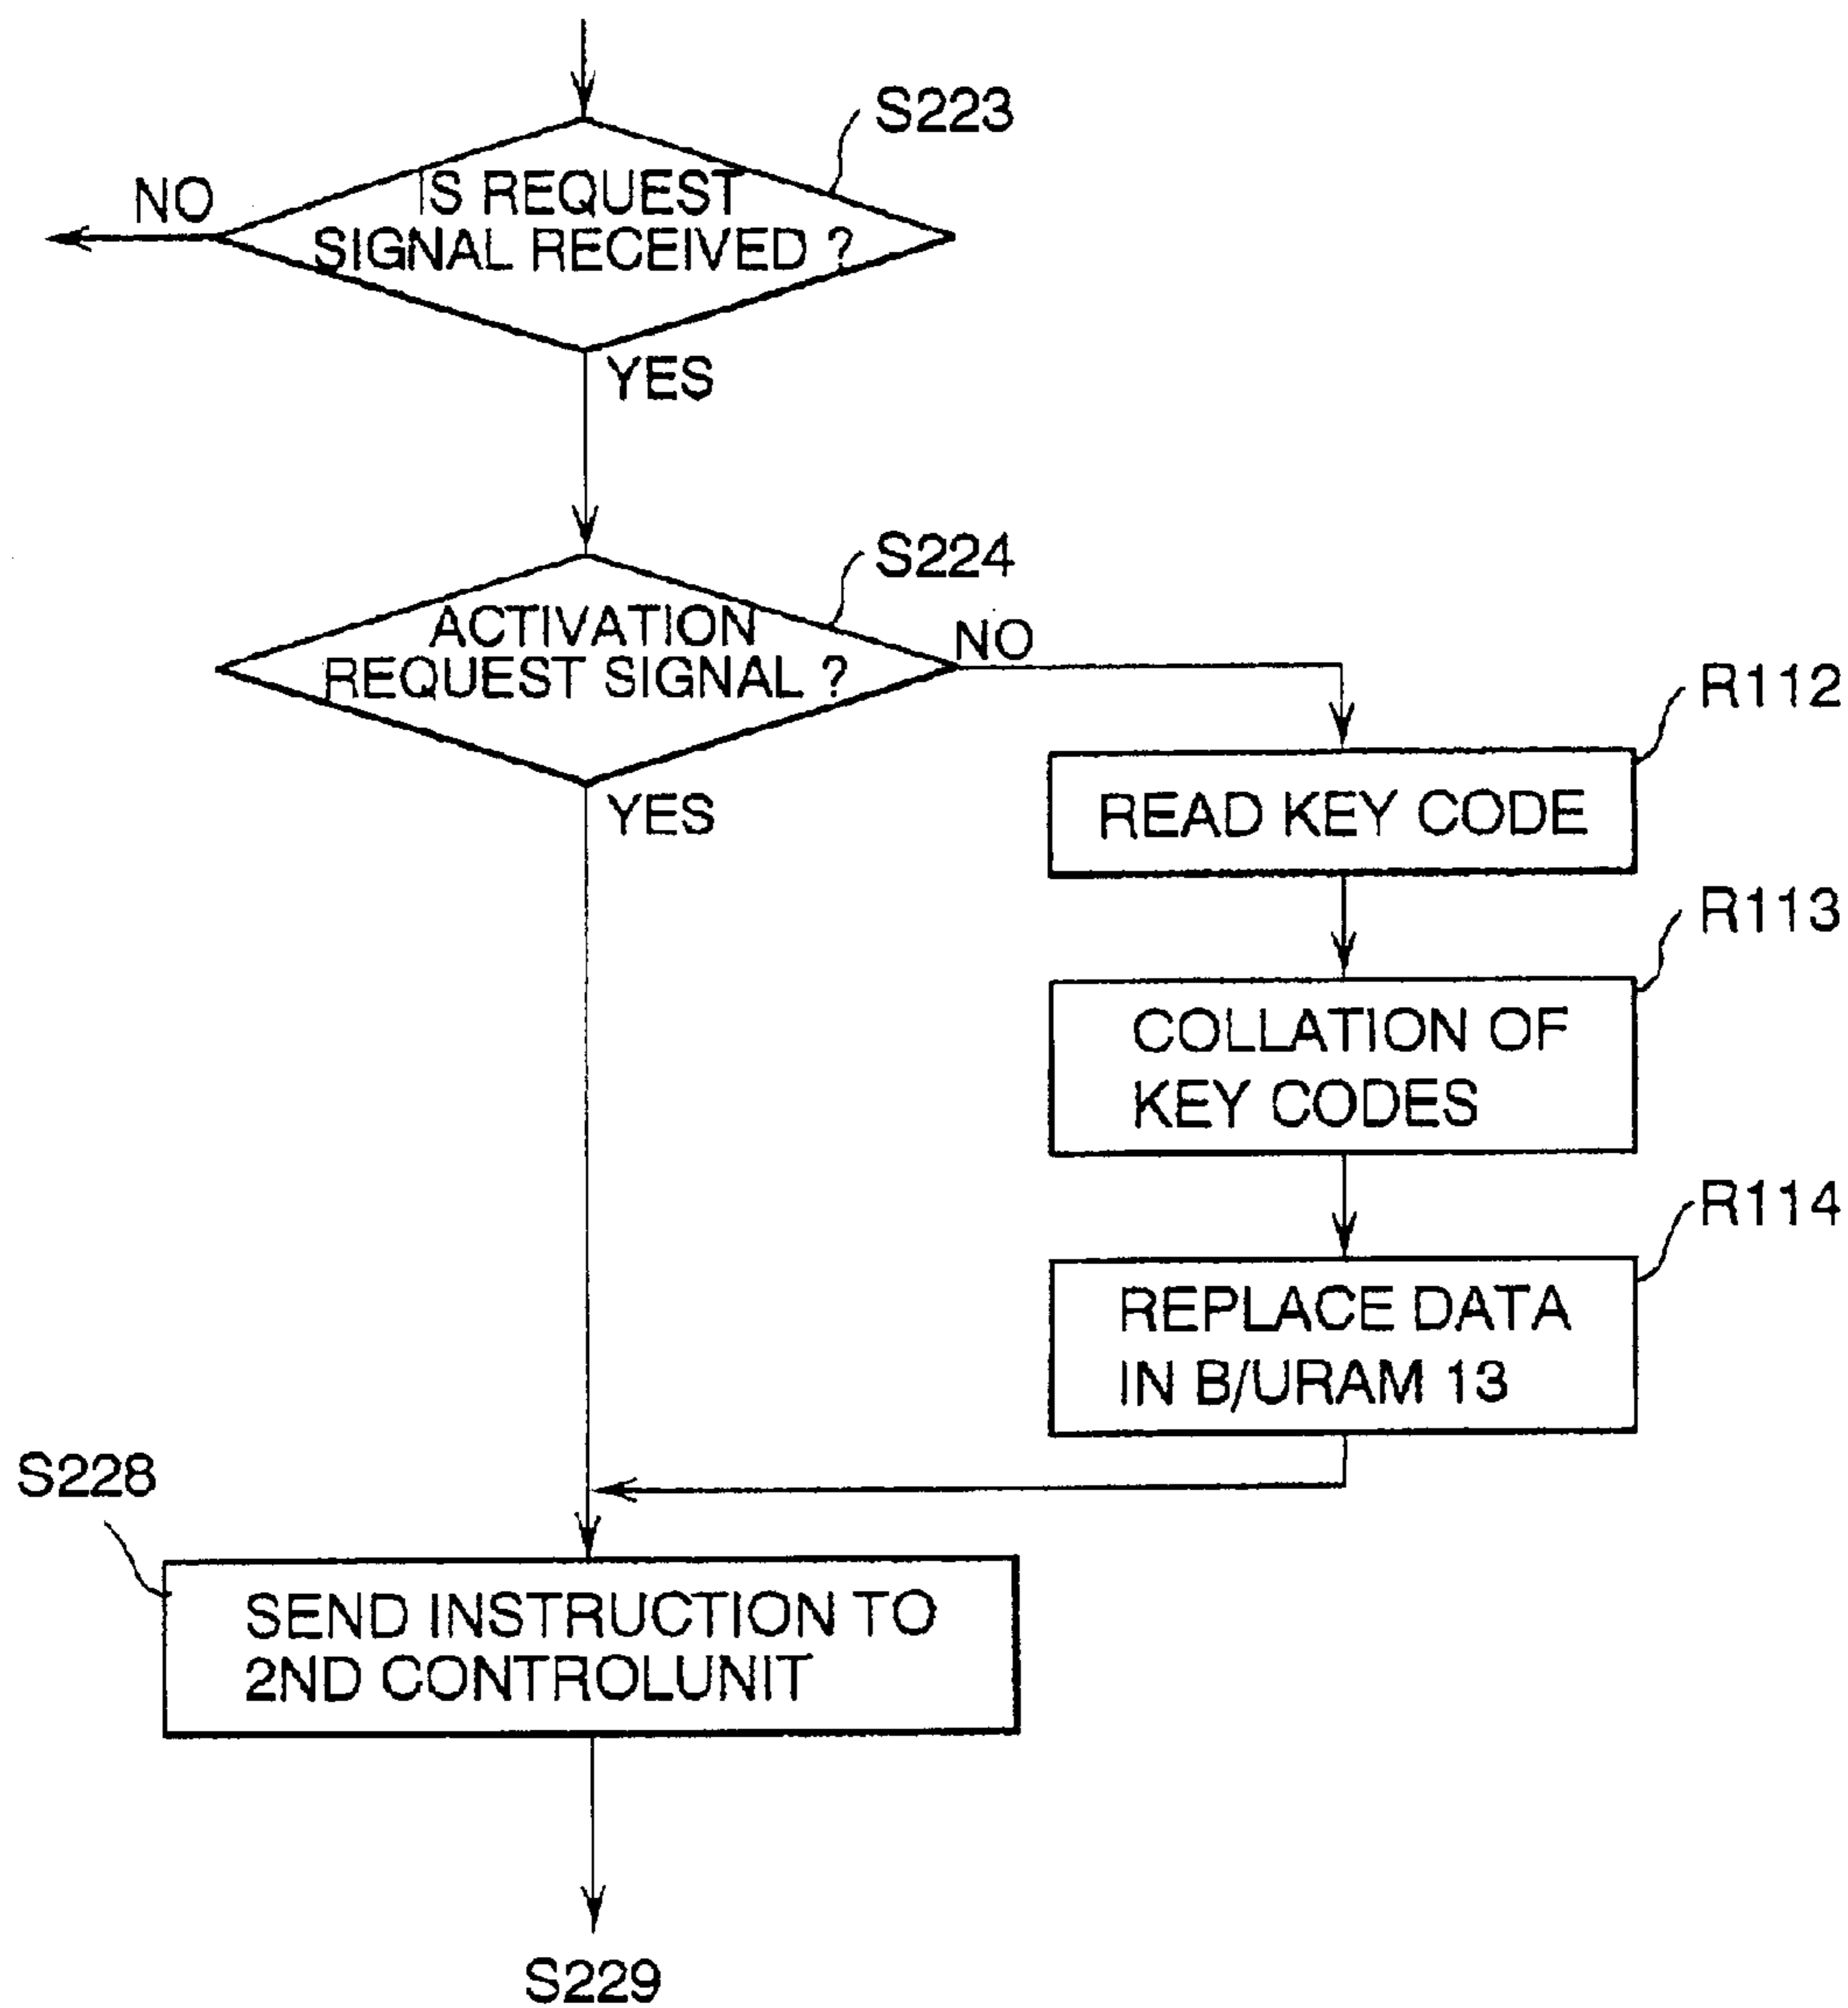 S223
IS REQUEST
SIGNAL RECEIVED ?
NO
YES
S224
ACTIVATION
REQUEST SIGNAL ?
NO
YES
R112
READ KEY CODE
R113
COLLATION OF
KEY CODES
R114
REPLACE DATA
IN B/URAM 13
S228
SEND INSTRUCTION TO
2ND CONTROLUNIT
S229